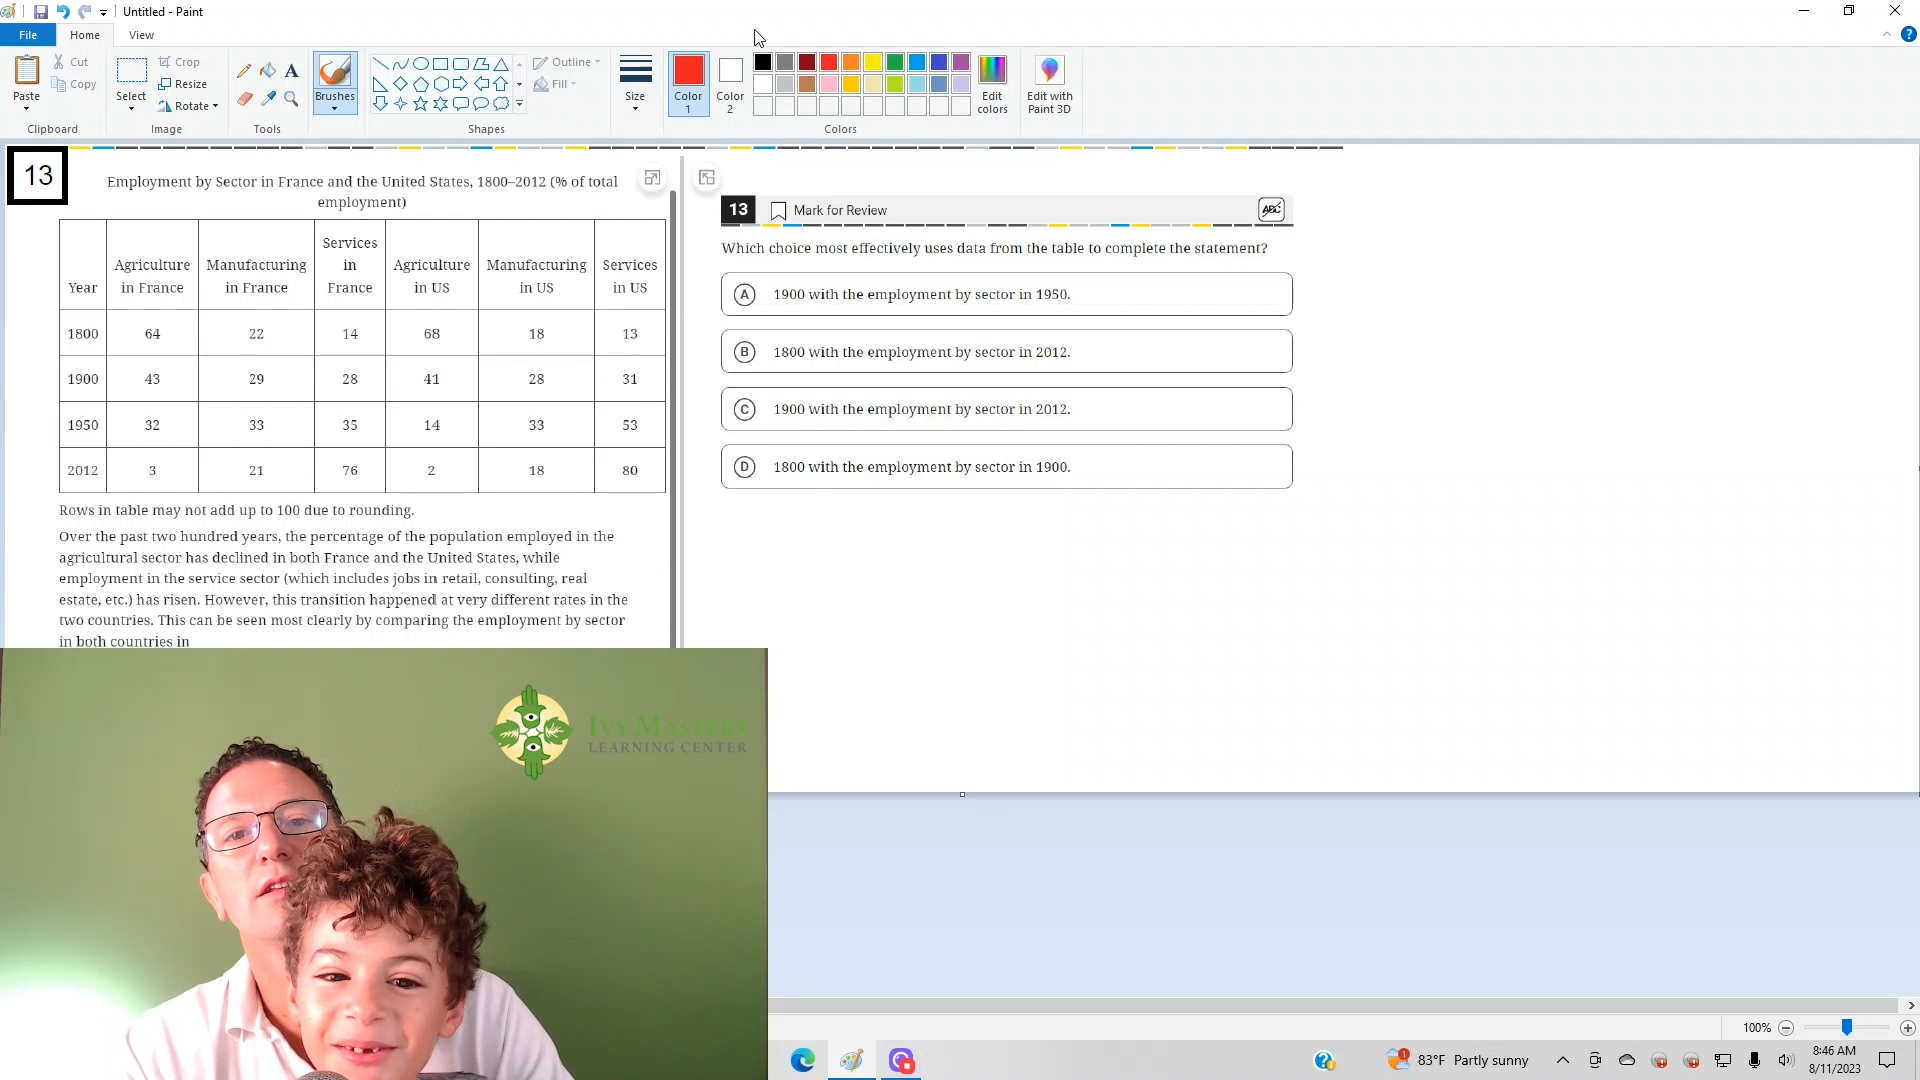 Untitled - Paint
File
Home
View
Paste
Cut
Copy
Clipboard
Select
Crop
Resize
Rotate
Image
Tools
Brushes
Shapes
Outline
Fill
Size
Color
1
Color
2
Edit
colors
Edit with
Paint 3D
Colors
13
Employment by Sector in France and the United States, 1800–2012 (% of total
employment)
Year Agriculture in France Manufacturing in France Services in France Agriculture in US Manufacturing in US Services in US
1800 64 22 14 68 18 13
1900 43 29 28 41 28 31
1950 32 33 35 14 33 53
2012 3 21 76 2 18 80
Rows in table may not add up to 100 due to rounding.
Over the past two hundred years, the percentage of the population employed in the
agricultural sector has declined in both France and the United States, while
employment in the service sector (which includes jobs in retail, consulting, real
estate, etc.) has risen. However, this transition happened at very different rates in the
two countries. This can be seen most clearly by comparing the employment by sector
in both countries in
13 Mark for Review ABC
Which choice most effectively uses data from the table to complete the statement?
A 1900 with the employment by sector in 1950.
B 1800 with the employment by sector in 2012.
C 1900 with the employment by sector in 2012.
D 1800 with the employment by sector in 1900.
IVY MASTERS
LEARNING CENTER
100%
83°F Partly sunny
8:46 AM
8/11/2023